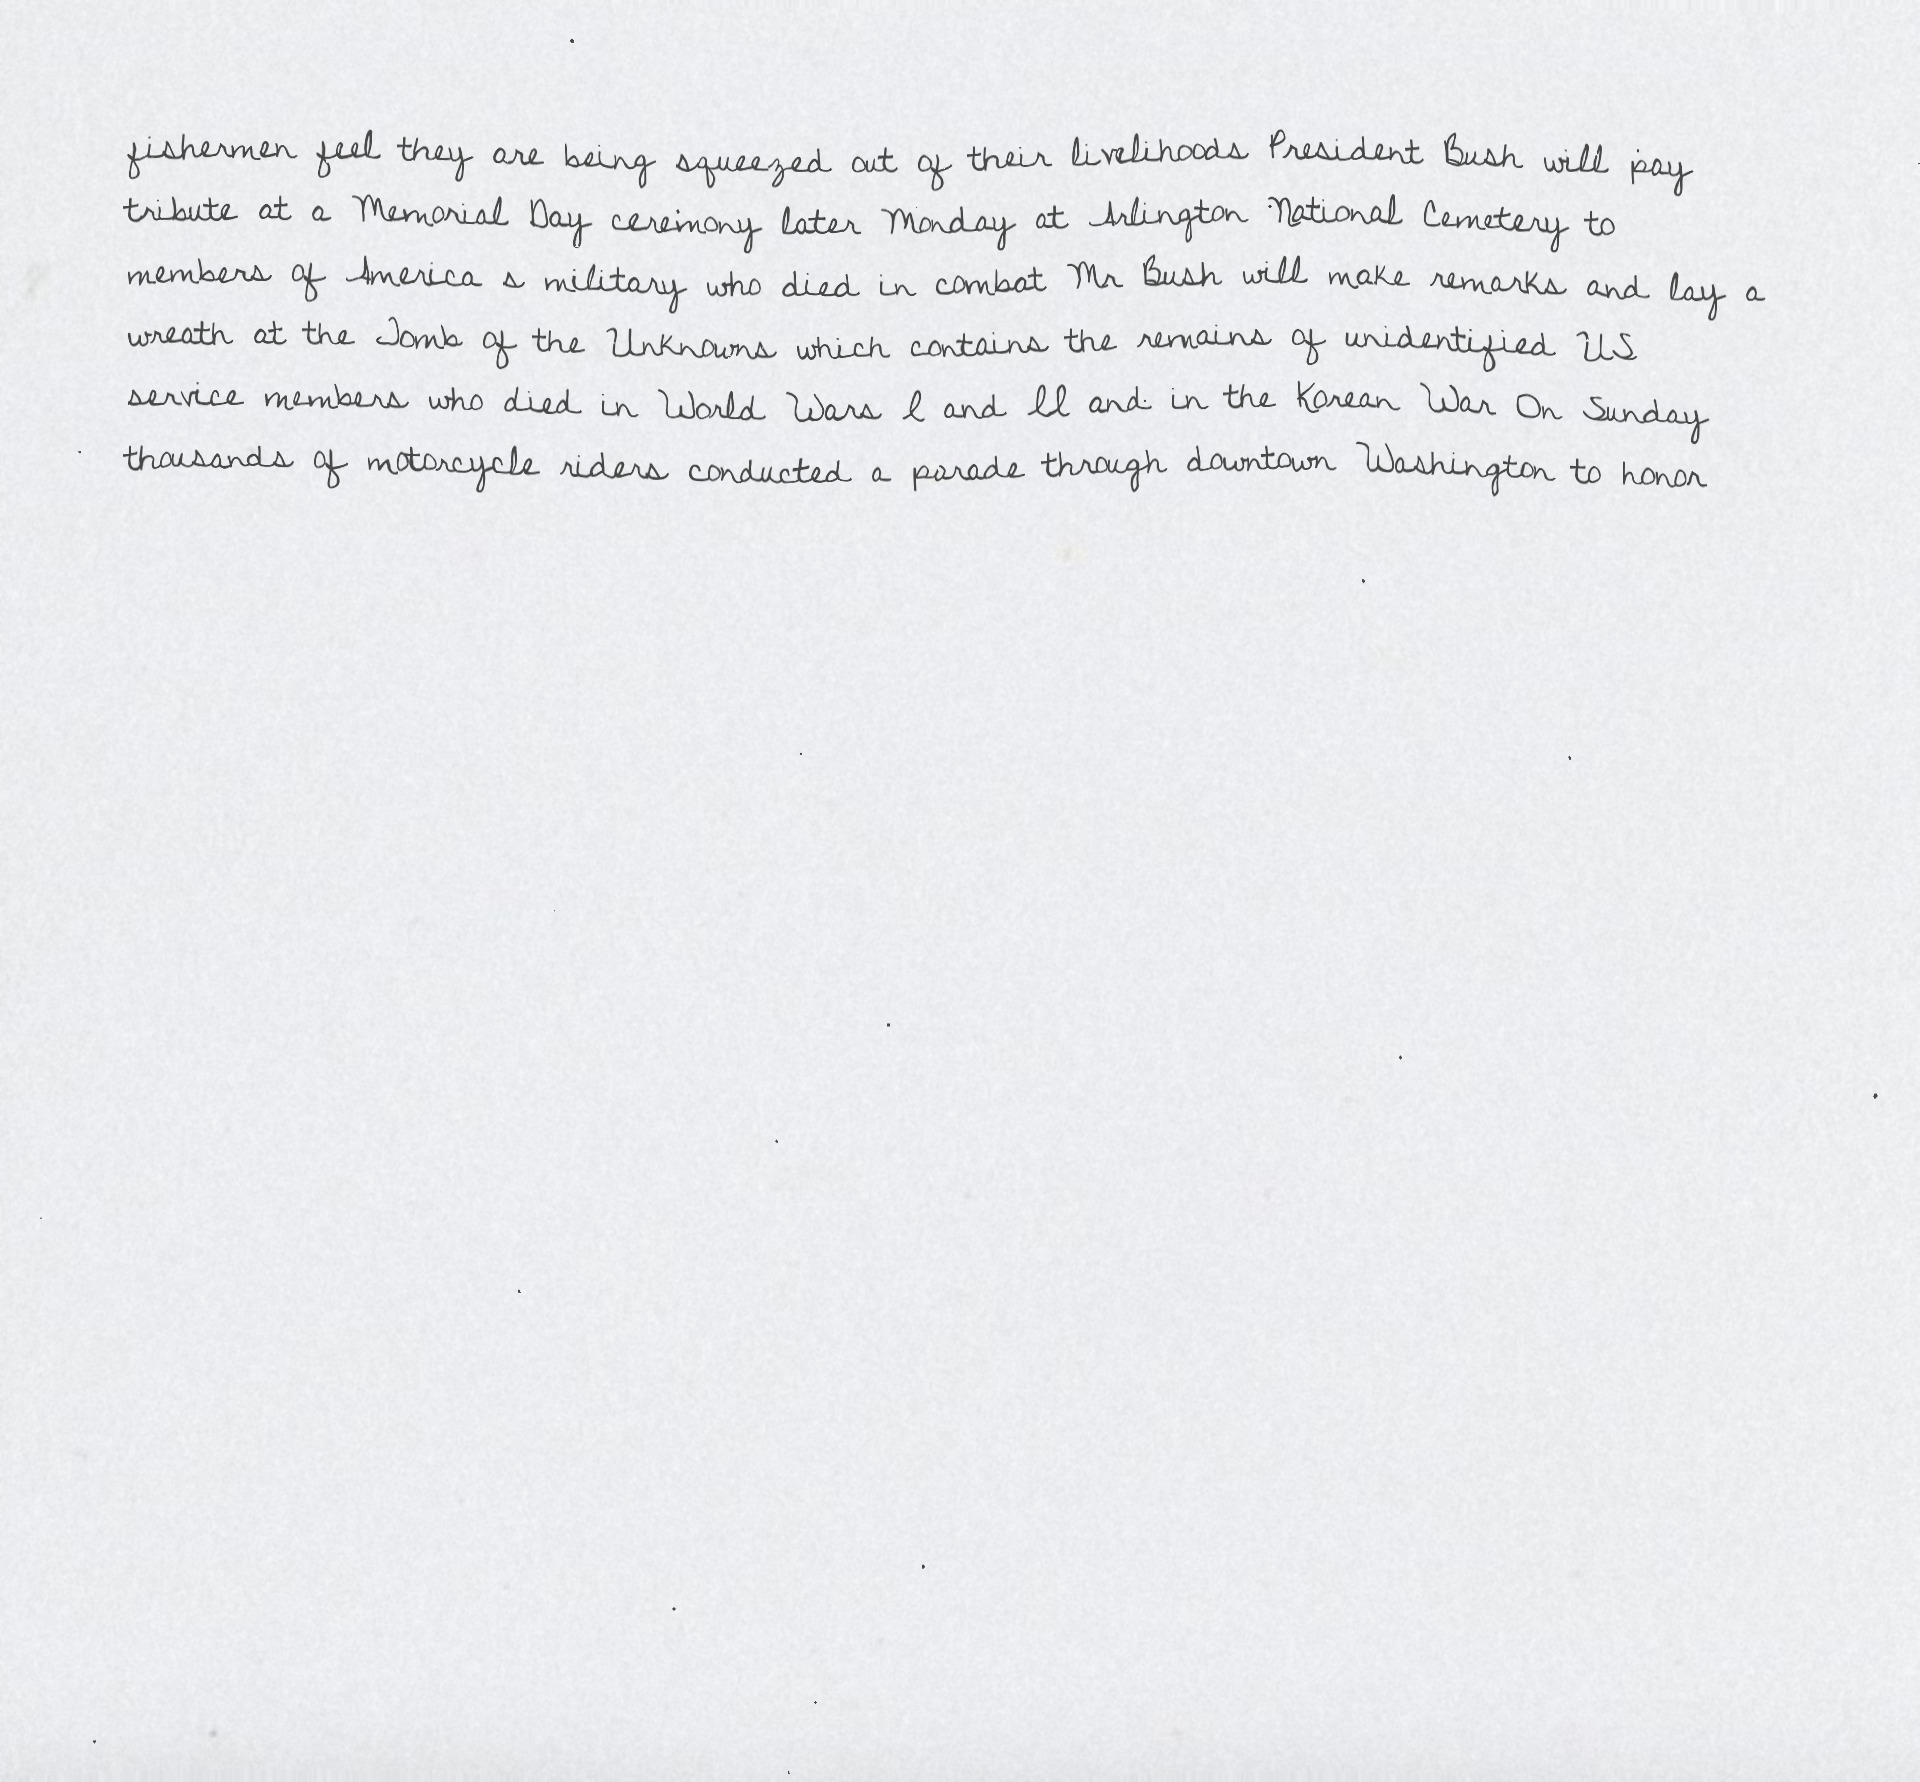 fishermen feel they are being squeezed out of their livelihoods President Bush will pay
tribute at a Memorial Day ceremony later Monday at Arlington National Cemetery to
members of America s military who died in combat Mr Bush will make remarks and lay a
wreath at the Tomb of the Unknowns which contains the remains of unidentified US
service members who died in World Wars I and II and in the Korean War On Sunday
thousands of motorcycle riders conducted a parade through downtown Washington to honor